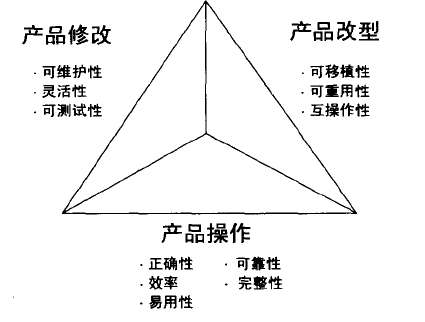 产品修改
· 可维护性
· 灵活性
· 可测试性
产品改型
· 可移植性
· 可重用性
· 互操作性
产品操作
· 正确性 · 可靠性
· 效率 · 完整性
· 易用性